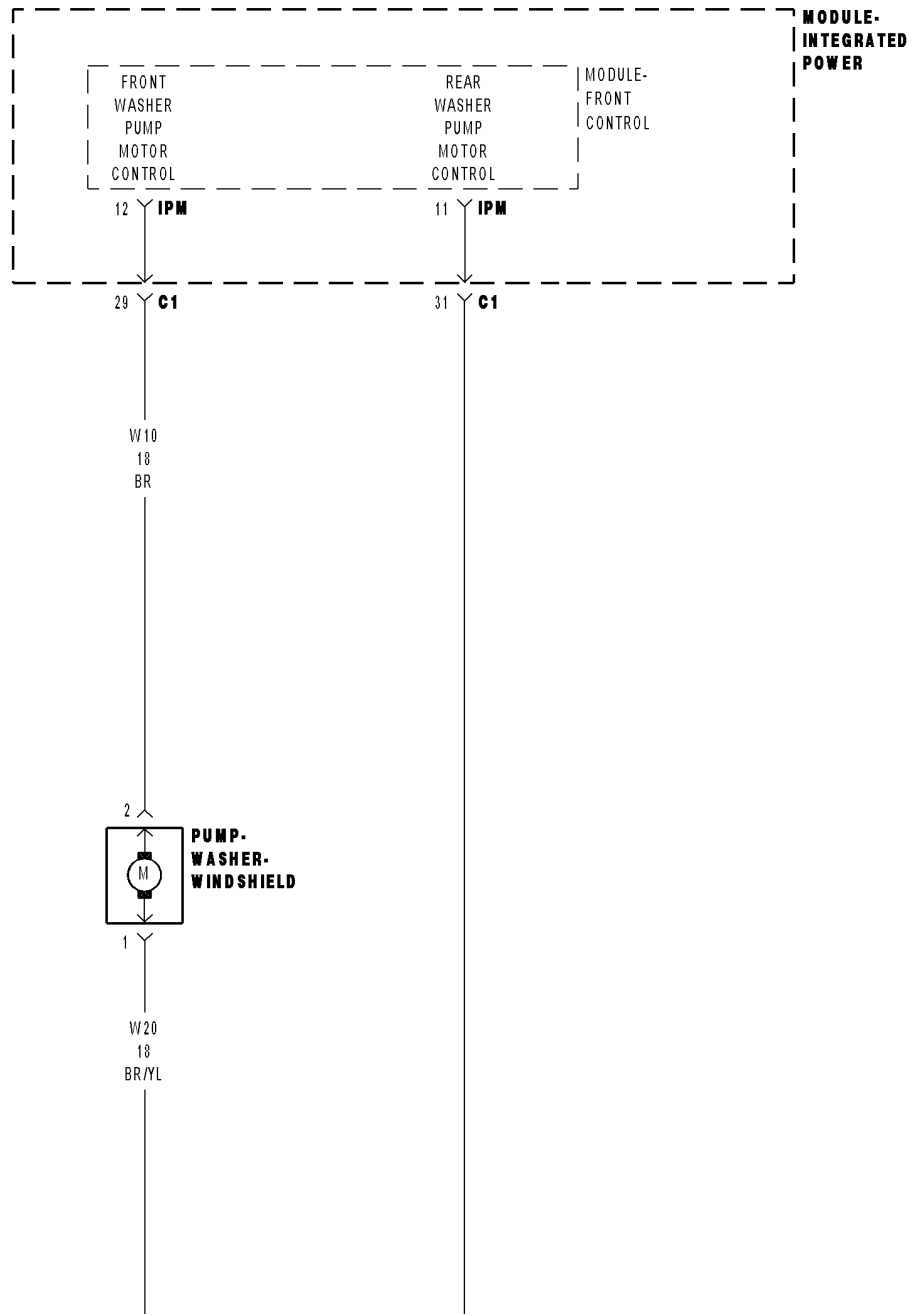 MODULE-
INTEGRATED
POWER
MODULE-
FRONT
CONTROL
FRONT
WASHER
PUMP
MOTOR
CONTROL
REAR
WASHER
PUMP
MOTOR
CONTROL
12 IPM
11 IPM
29 C1
31 C1
W10
18
BR
2
PUMP-
WASHER-
WINDSHIELD
M
1
W20
18
BR/YL